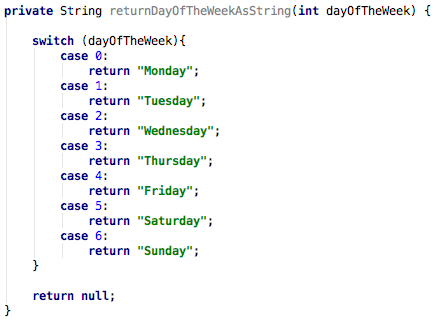 private String returnDayOfTheWeekAsString(int dayOfTheWeek) {
switch (dayOfTheWeek){
case 0:
return "Monday";
case 1:
return "Tuesday";
case 2:
return "Wednesday";
case 3:
return "Thursday";
case 4:
return "Friday";
case 5:
return "Saturday";
case 6:
return "Sunday";
}
return null;
}